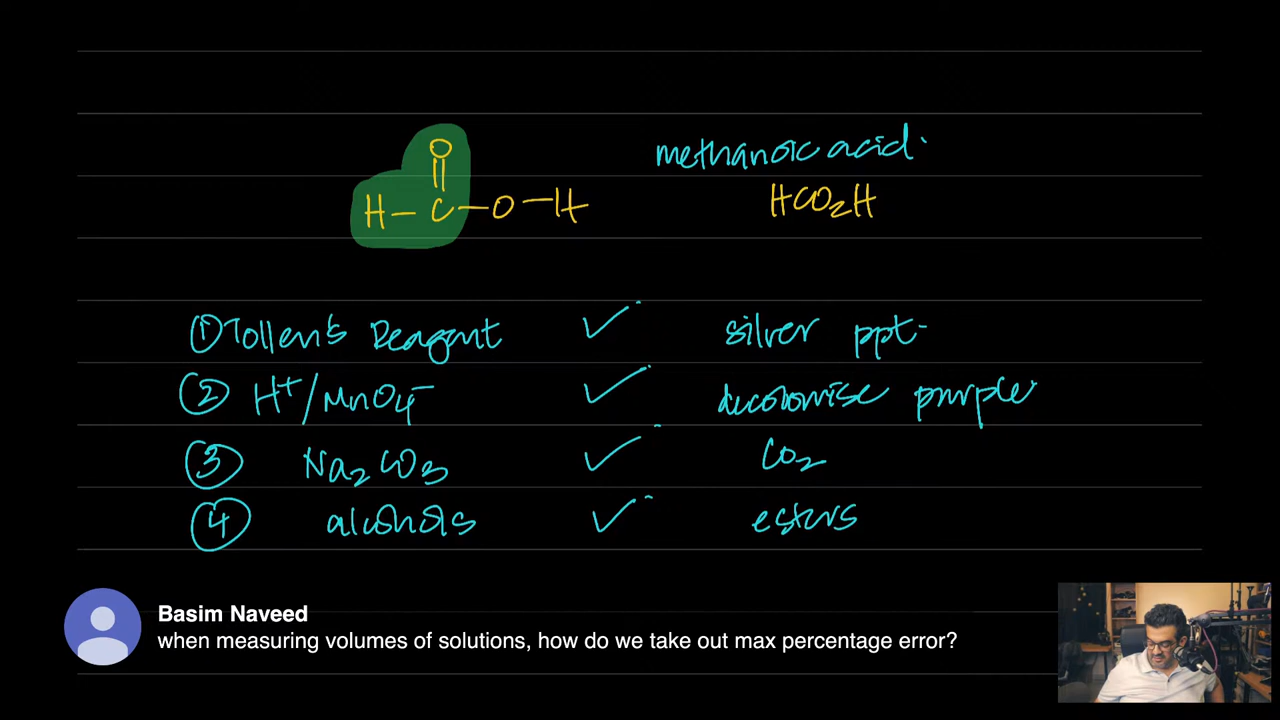 O
H – C – O – H
methanoic acid.
HCO2H
① Tollen's Reagent ✓ silver ppt.
② H+/MnO4– ✓ decolorise purple
③ Na2CO3 ✓ CO2
④ alcohols ✓ esters
Basim Naveed
when measuring volumes of solutions, how do we take out max percentage error?